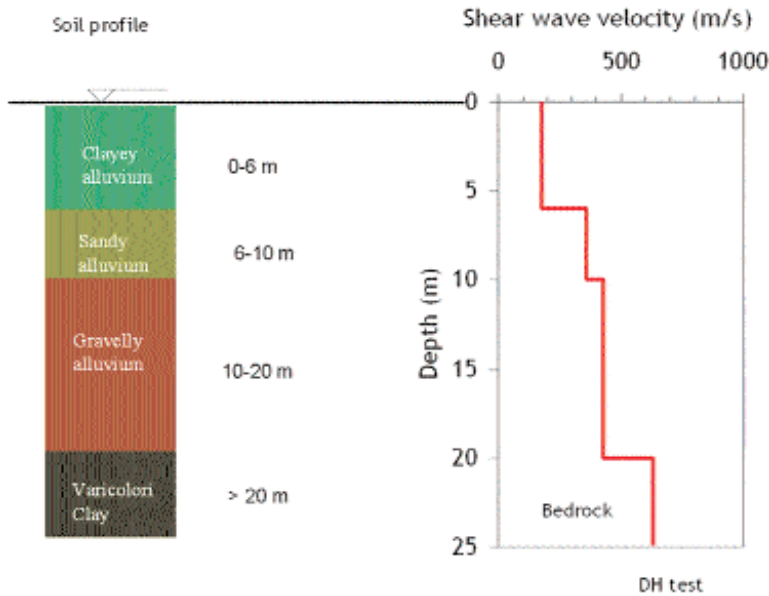 Soil profile
Clayey
alluvium
0-6 m
Sandy
alluvium
6-10 m
Gravelly
alluvium
10-20 m
Varicolori
Clay
> 20 m
Shear wave velocity (m/s)
0 500 1000
0
5
10
15
20
25
Depth (m)
Bedrock
DH test